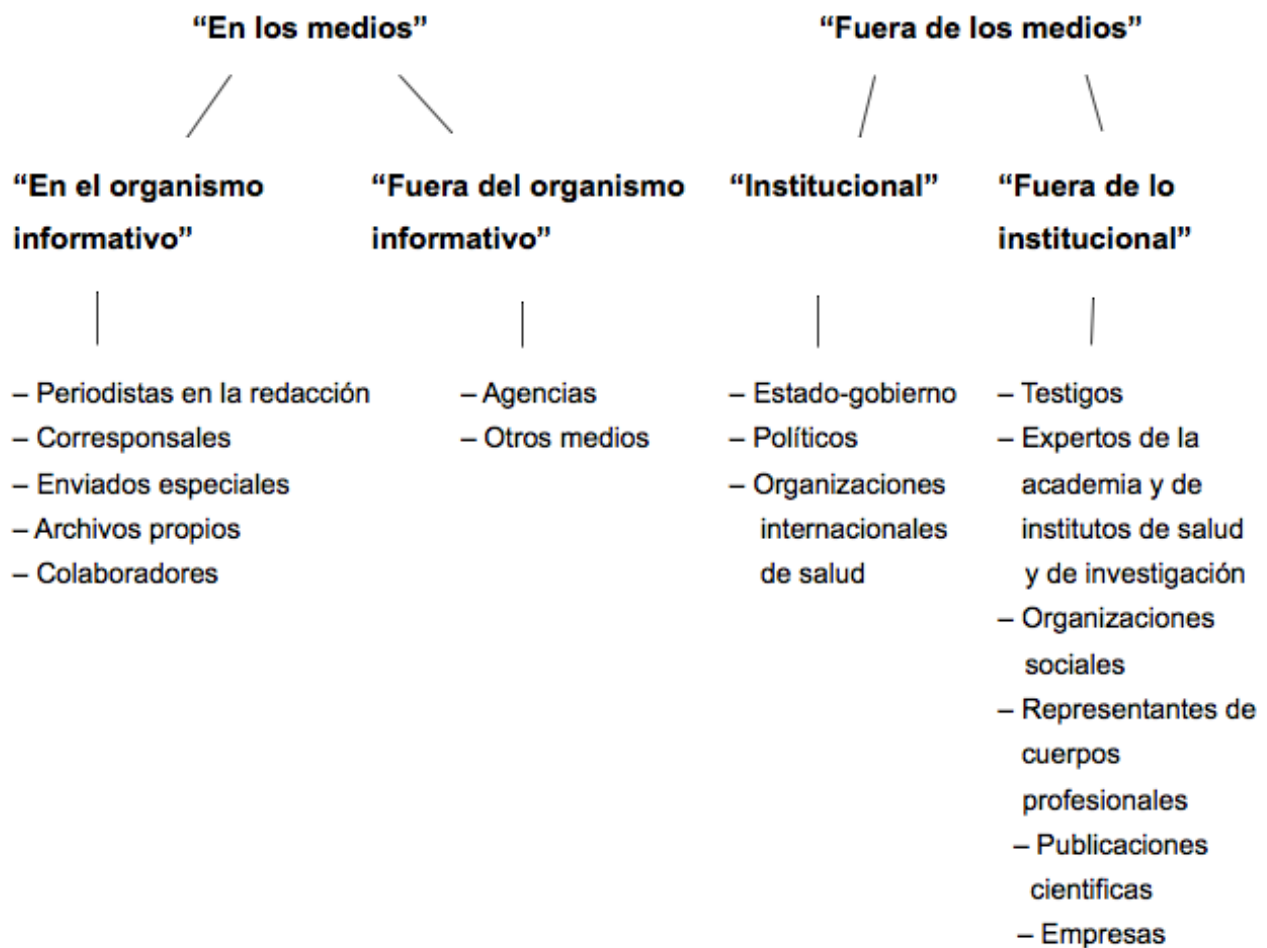 “En los medios”
“Fuera de los medios”
“En el organismo
informativo”
“Fuera del organismo
informativo”
“Institucional”
“Fuera de lo
institucional”
– Periodistas en la redacción
– Corresponsales
– Enviados especiales
– Archivos propios
– Colaboradores
– Agencias
– Otros medios
– Estado-gobierno
– Políticos
– Organizaciones
internacionales
de salud
– Testigos
– Expertos de la
academia y de
institutos de salud
y de investigación
– Organizaciones
sociales
– Representantes de
cuerpos
profesionales
– Publicaciones
cientificas
– Empresas